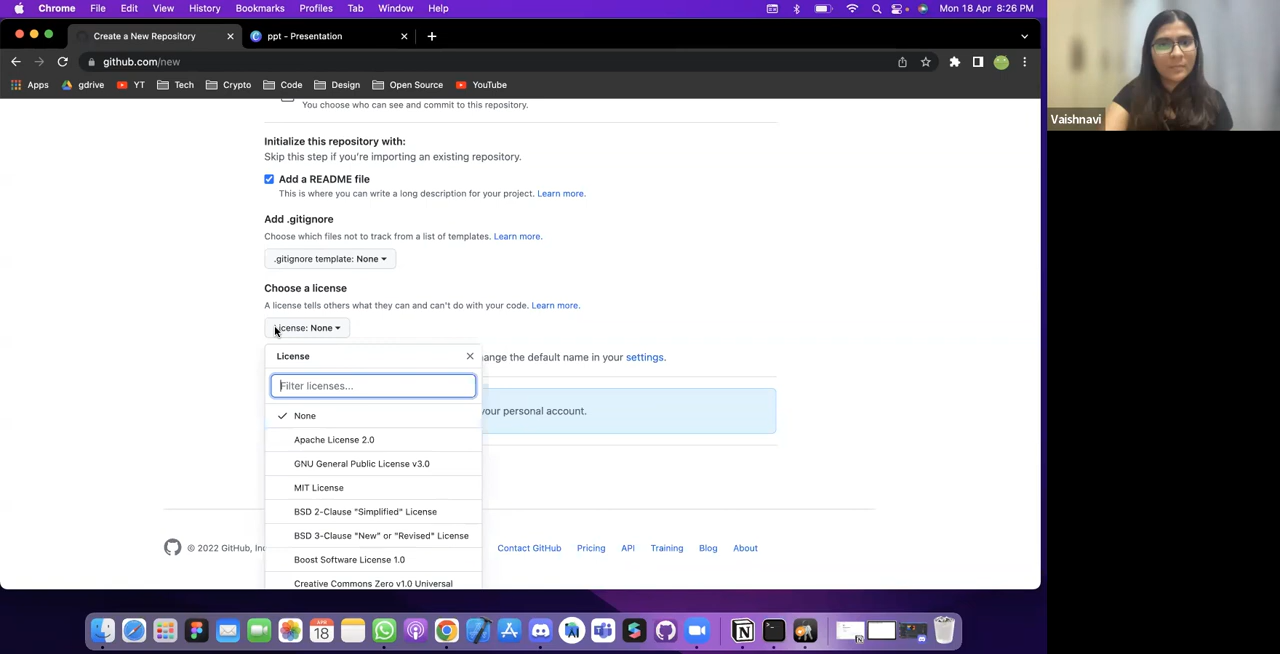 Chrome File Edit View History Bookmarks Profiles Tab Window Help Mon 18 Apr 8:26 PM
Create a New Repository ppt - Presentation
github.com/new
Apps gdrive YT Tech Crypto Code Design Open Source YouTube
You choose who can see and commit to this repository.
Vaishnavi
Initialize this repository with:
Skip this step if you're importing an existing repository.
Add a README file
This is where you can write a long description for your project. Learn more.
Add .gitignore
Choose which files not to track from a list of templates. Learn more.
.gitignore template: None
Choose a license
A license tells others what they can and can't do with your code. Learn more.
License: None
License
ange the default name in your settings.
Filter licenses...
None
your personal account.
Apache License 2.0
GNU General Public License v3.0
MIT License
BSD 2-Clause "Simplified" License
BSD 3-Clause "New" or "Revised" License
© 2022 GitHub, Inc Contact GitHub Pricing API Training Blog About
Boost Software License 1.0
Creative Commons Zero v1.0 Universal
APR
18